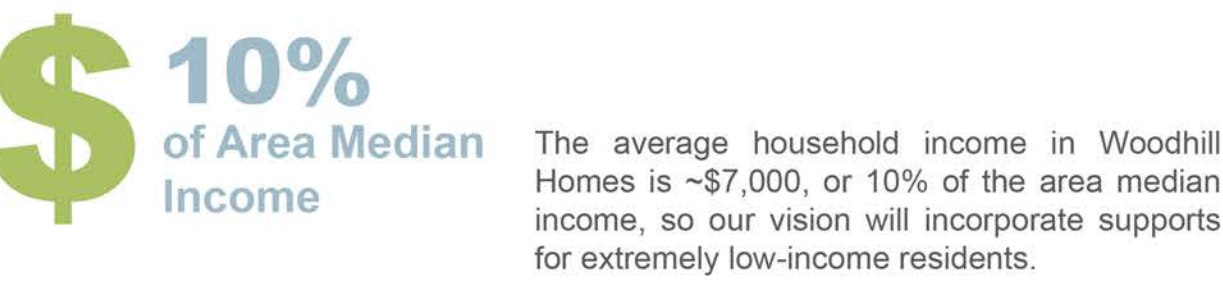 $
10%
of Area Median
Income
The average household income in Woodhill
Homes is ~$7,000, or 10% of the area median
income, so our vision will incorporate supports
for extremely low-income residents.